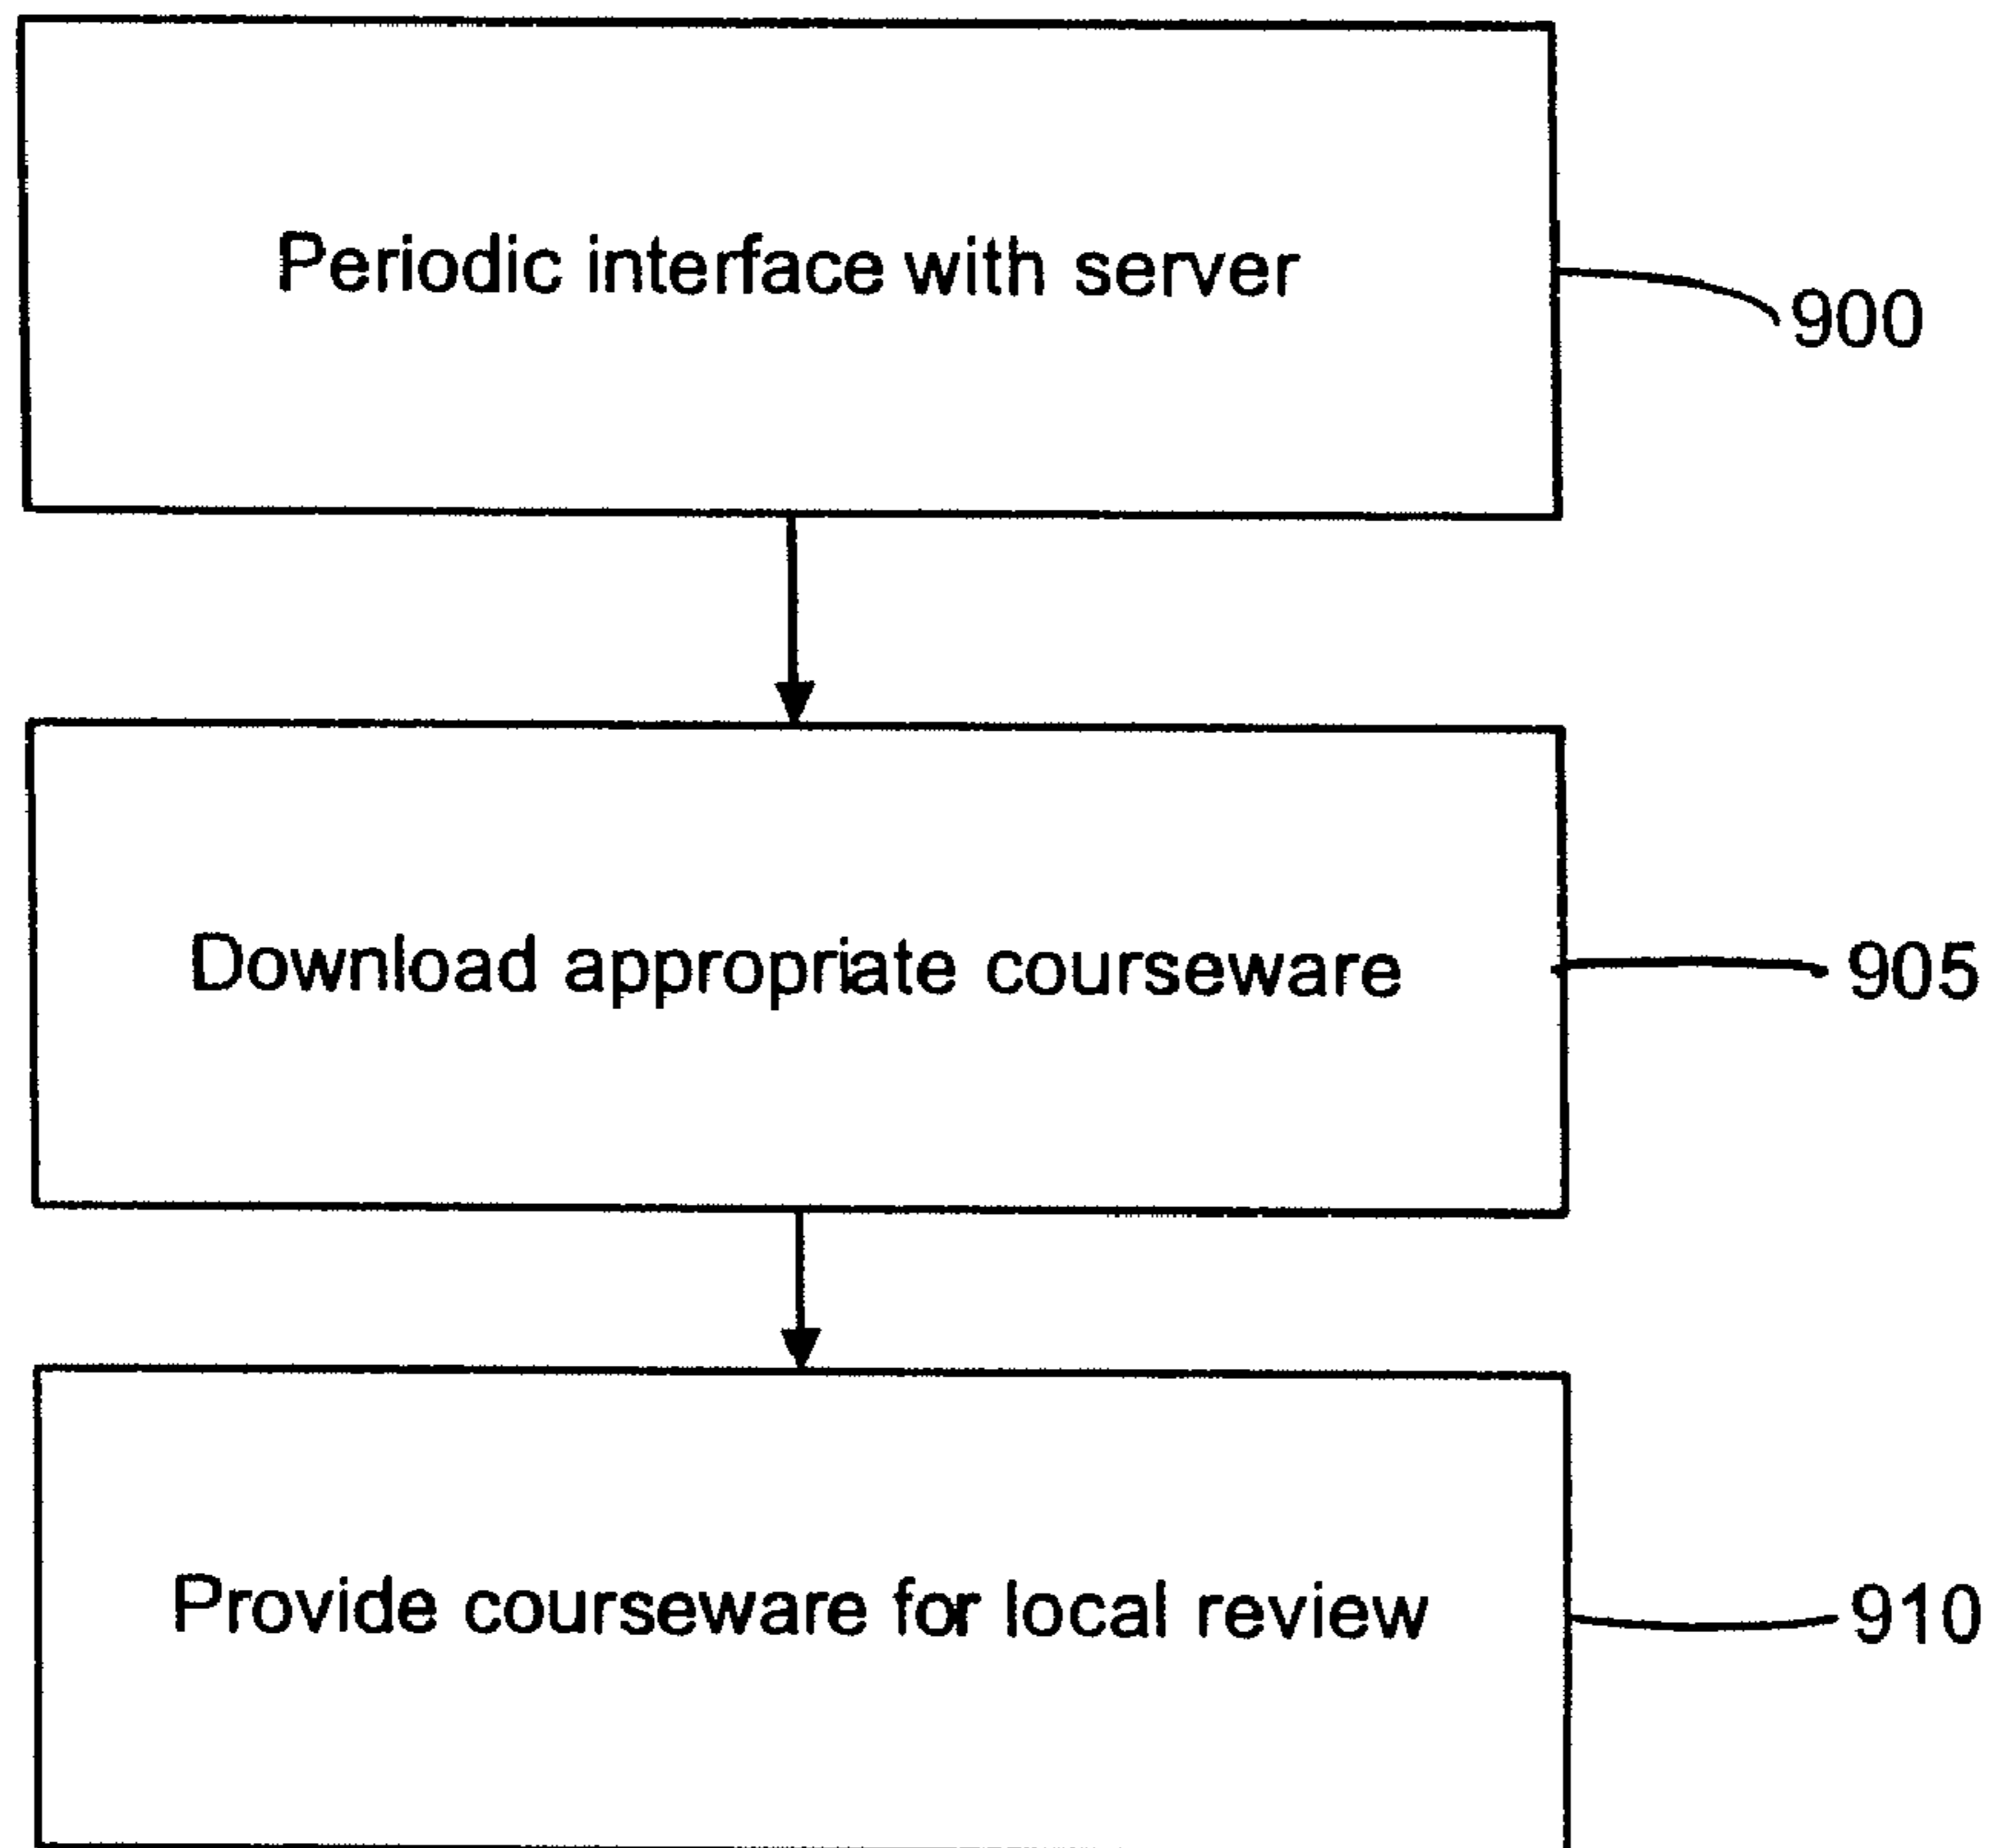 Periodic interface with server
900
Download appropriate courseware
905
Provide courseware for local review
910